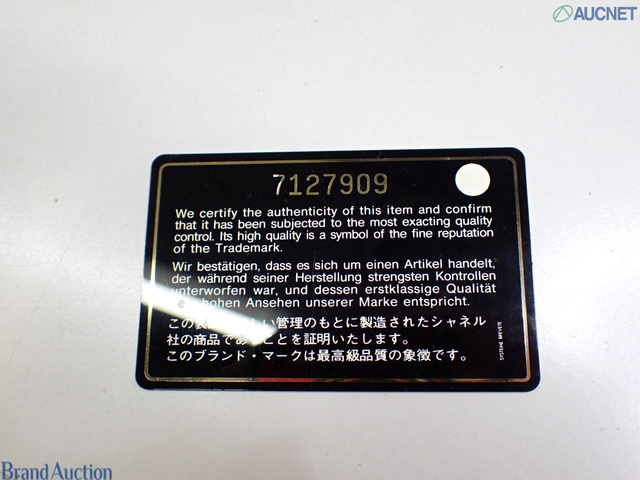 AUCNET
7127909
We certify the authenticity of this item and confirm
that it has been subjected to the most exacting quality
control. Its high quality is a symbol of the fine reputation
of the Trademark.
Wir bestätigen, dass es sich um einen Artikel handelt,
der während seiner Herstellung strengsten Kontrollen
unterworfen war, und dessen erstklassige Qualität
hohen Ansehen unserer Marke entspricht.
この い管理のもとに製造されたシャネル
社の商品であることを証明いたします。
このブランド・マークは最高級品質の象徴です。
SYSTEME BREVETE
Brand Auction